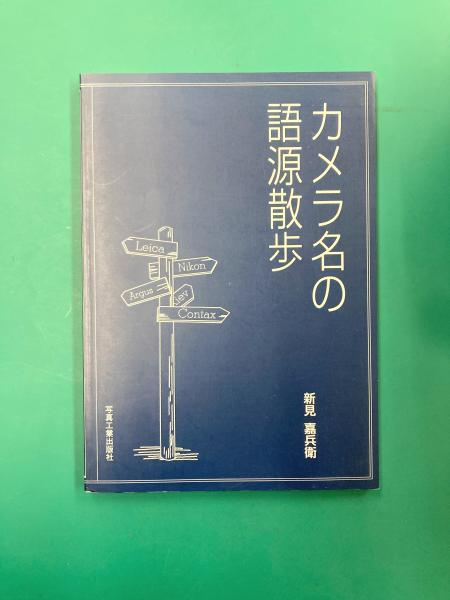 カメラ名の
語源散歩
Leica
Nikon
Argus
Contax
新見 嘉兵衛
写真工業出版社